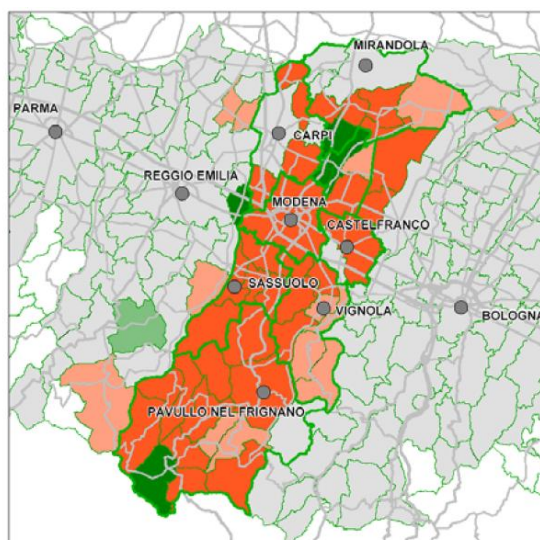 MIRANDOLA
PARMA
CARPI
REGGIO EMILIA
MODENA
CASTELFRANCO
SASSUOLO
VIGNOLA
BOLOGNA
PAVULLO NEL FRIGNANO